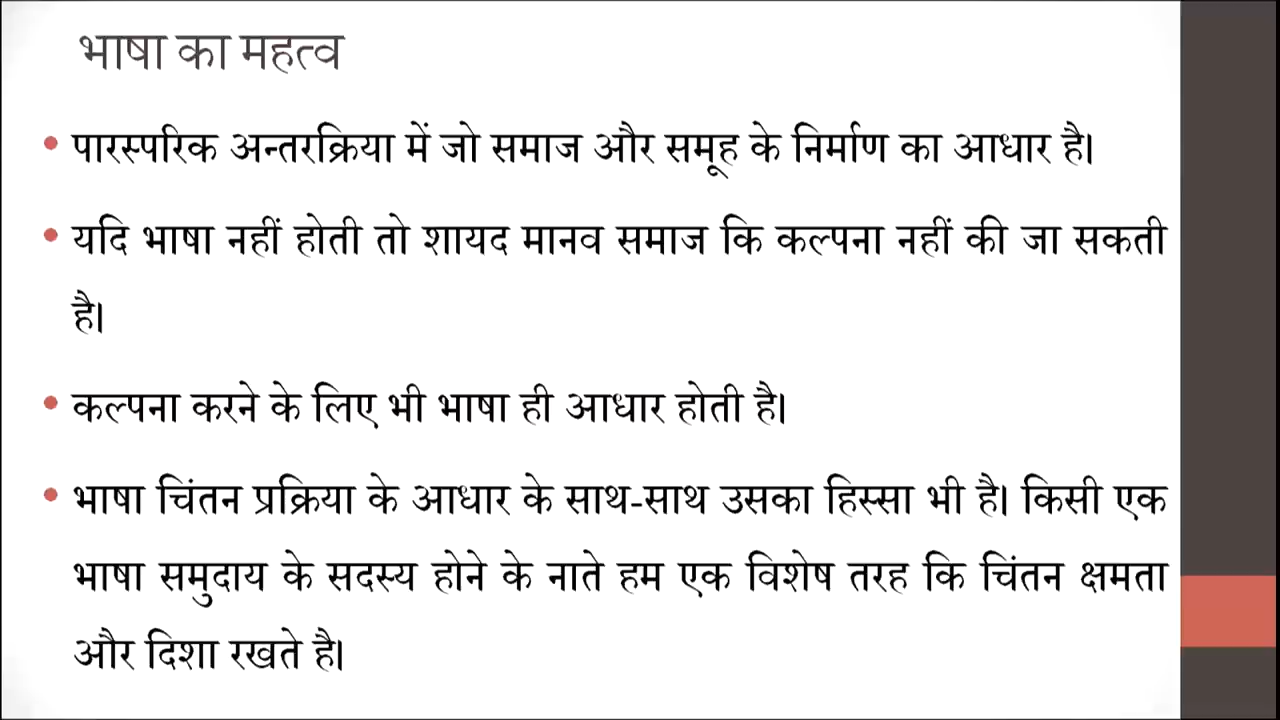 भाषा का महत्व
• पारस्परिक अन्तरक्रिया में जो समाज और समूह के निर्माण का आधार है।
• यदि भाषा नहीं होती तो शायद मानव समाज कि कल्पना नहीं की जा सकती
है।
• कल्पना करने के लिए भी भाषा ही आधार होती है।
• भाषा चिंतन प्रक्रिया के आधार के साथ-साथ उसका हिस्सा भी है। किसी एक
भाषा समुदाय के सदस्य होने के नाते हम एक विशेष तरह कि चिंतन क्षमता
और दिशा रखते है।